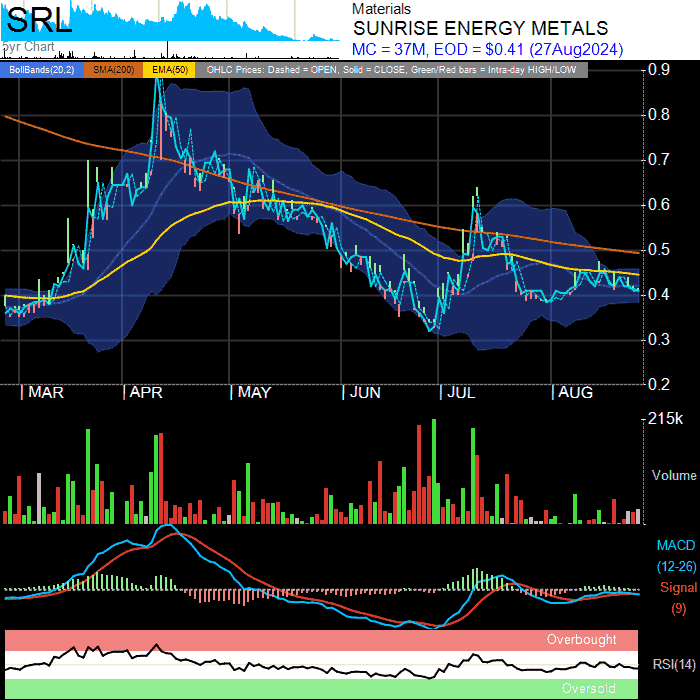 SRL
5yr Chart
Materials
SUNRISE ENERGY METALS
MC = 37M, EOD = $0.41 (27Aug2024)
BollBands(20,2) SMA(200) EMA(50) OHLC Prices: Dashed = OPEN, Solid = CLOSE, Green/Red bars = Intra-day HIGH/LOW
0.9
0.8
0.7
0.6
0.5
0.4
0.3
0.2
| MAR | APR | MAY | JUN | JUL | AUG
215k
Volume
MACD
(12-26)
Signal
(9)
Overbought
RSI(14)
Oversold